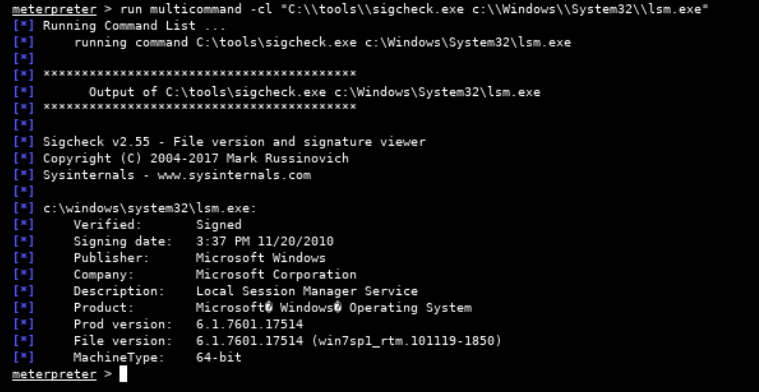 meterpreter > run multicommand -cl "C:\\tools\\sigcheck.exe c:\\Windows\\System32\\lsm.exe"
[*] Running Command List ...
[*]     running command C:\tools\sigcheck.exe c:\Windows\System32\lsm.exe
[*]
[*] *****************************************
[*]       Output of C:\tools\sigcheck.exe c:\Windows\System32\lsm.exe
[*] *****************************************
[*]
[*] Sigcheck v2.55 - File version and signature viewer
[*] Copyright (C) 2004-2017 Mark Russinovich
[*] Sysinternals - www.sysinternals.com
[*]
[*] c:\windows\system32\lsm.exe:
[*]     Verified:       Signed
[*]     Signing date:   3:37 PM 11/20/2010
[*]     Publisher:      Microsoft Windows
[*]     Company:        Microsoft Corporation
[*]     Description:    Local Session Manager Service
[*]     Product:        Microsoft� Windows� Operating System
[*]     Prod version:   6.1.7601.17514
[*]     File version:   6.1.7601.17514 (win7sp1_rtm.101119-1850)
[*]     MachineType:    64-bit
meterpreter >